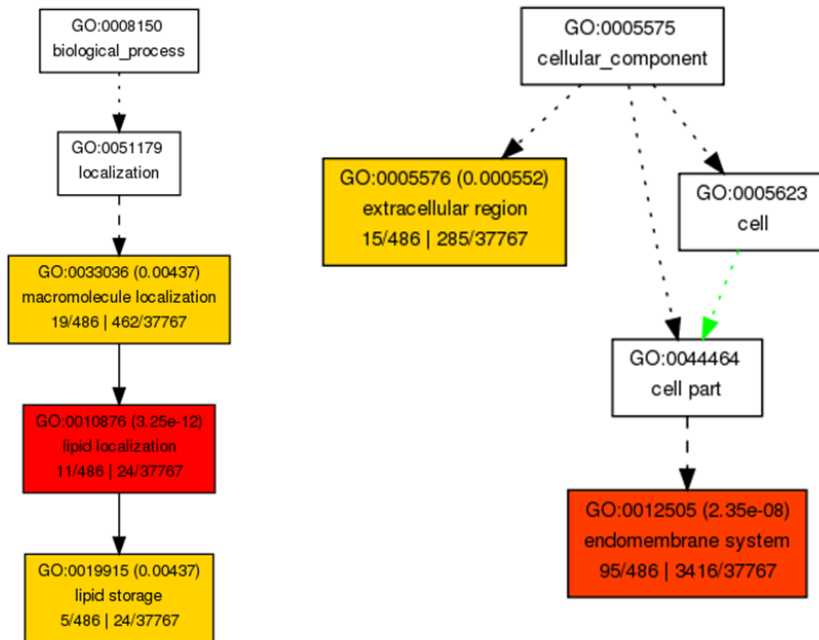 GO:0008150
biological_process
GO:0051179
localization
GO:0033036 (0.00437)
macromolecule localization
19/486 | 462/37767
GO:0010876 (3.25e-12)
lipid localization
11/486 | 24/37767
GO:0019915 (0.00437)
lipid storage
5/486 | 24/37767
GO:0005575
cellular_component
GO:0005576 (0.000552)
extracellular region
15/486 | 285/37767
GO:0005623
cell
GO:0044464
cell part
GO:0012505 (2.35e-08)
endomembrane system
95/486 | 3416/37767